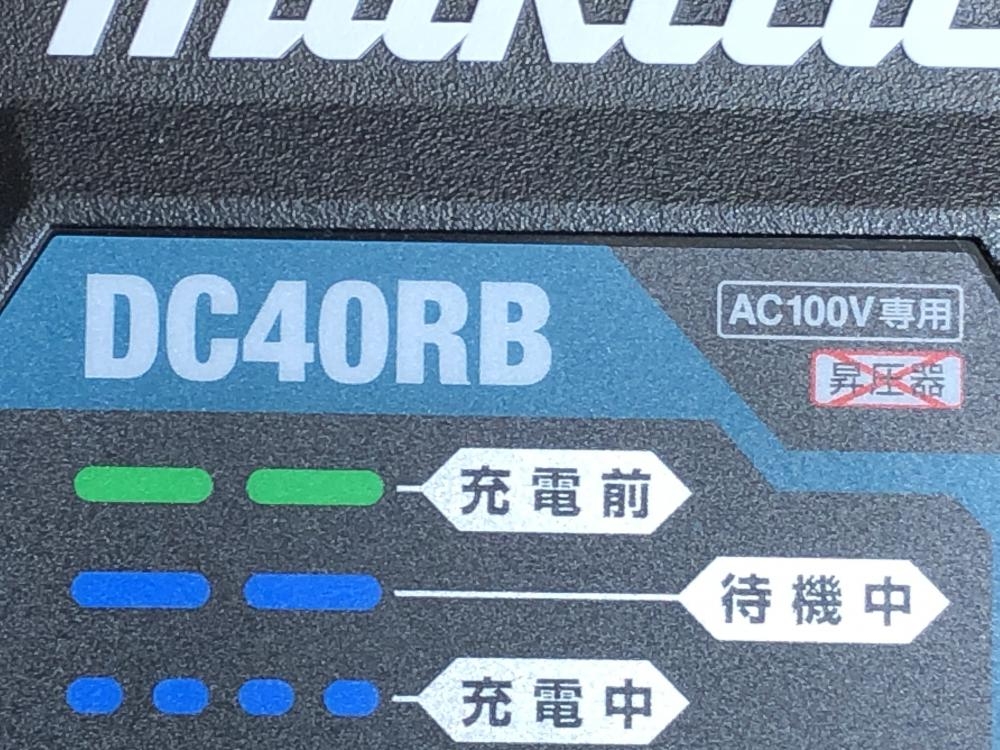 makita
DC40RB
AC100V専用
昇圧器
充電前
待機中
充電中